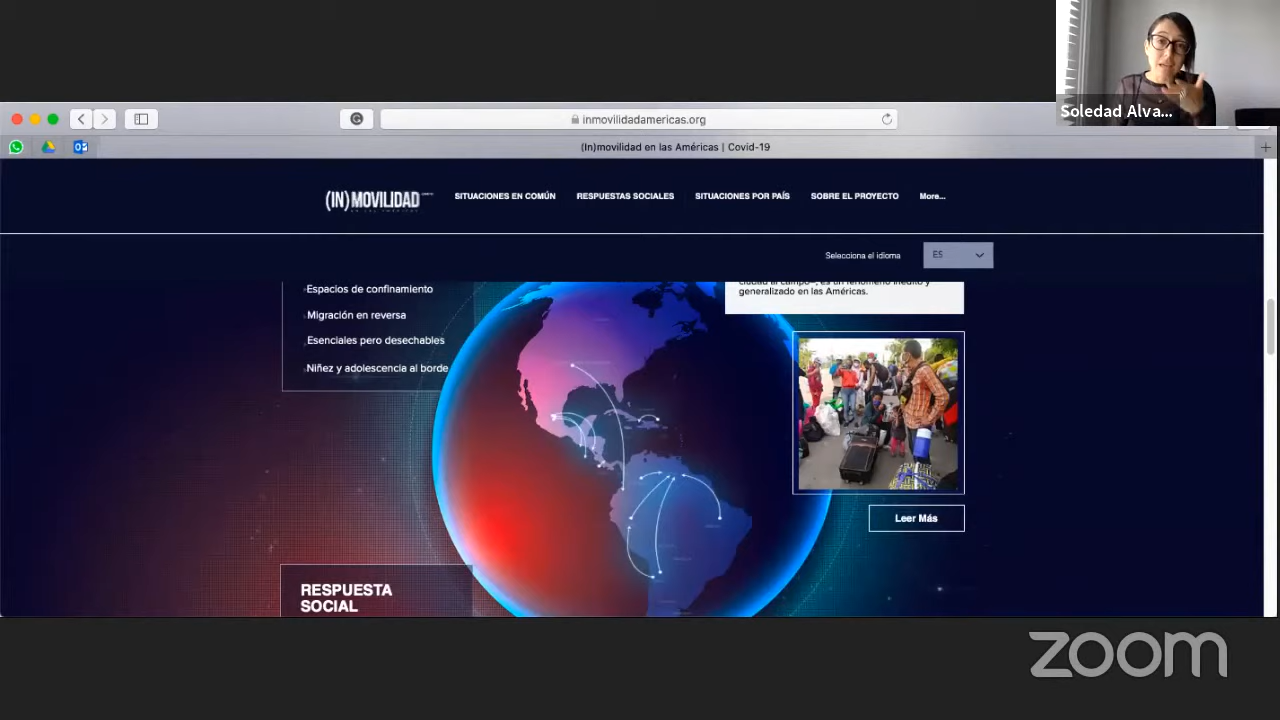 Soledad Alva...
inmovilidadamericas.org
(In)movilidad en las Américas | Covid-19
(IN)MOVILIDAD
EN LAS AMÉRICAS
SITUACIONES EN COMÚN
RESPUESTAS SOCIALES
SITUACIONES POR PAÍS
SOBRE EL PROYECTO
More...
Selecciona el idioma
ES
Espacios de confinamiento
Migración en reversa
Esenciales pero desechables
Niñez y adolescencia al borde
ciudad al campo–, es un fenómeno inédito y
generalizado en las Américas.
Leer Más
RESPUESTA
SOCIAL
zoom